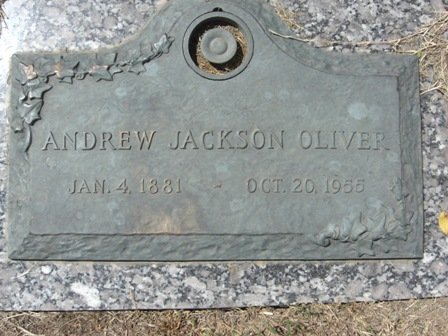 ANDREW JACKSON OLIVER
JAN. 4, 1881 - OCT. 20, 1955